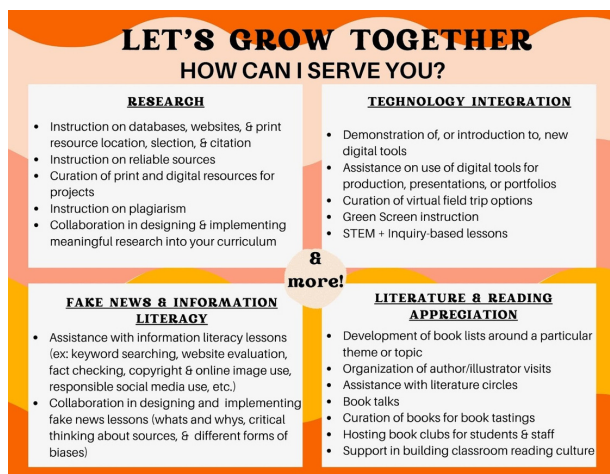 LET'S GROW TOGETHER
HOW CAN I SERVE YOU?
RESEARCH
• Instruction on databases, websites, & print
resource location, slection, & citation
• Instruction on reliable sources
• Curation of print and digital resources for
projects
• Instruction on plagiarism
• Collaboration in designing & implementing
meaningful research into your curriculum
TECHNOLOGY INTEGRATION
• Demonstration of, or introduction to, new
digital tools
• Assistance on use of digital tools for
production, presentations, or portfolios
• Curation of virtual field trip options
• Green Screen instruction
• STEM + Inquiry-based lessons
&
more!
FAKE NEWS & INFORMATION
LITERACY
• Assistance with information literacy lessons
(ex: keyword searching, website evaluation,
fact checking, copyright & online image use,
responsible social media use, etc.)
• Collaboration in designing and implementing
fake news lessons (whats and whys, critical
thinking about sources, & different forms of
biases)
LITERATURE & READING
APPRECIATION
• Development of book lists around a particular
theme or topic
• Organization of author/illustrator visits
• Assistance with literature circles
• Book talks
• Curation of books for book tastings
• Hosting book clubs for students & staff
• Support in building classroom reading culture